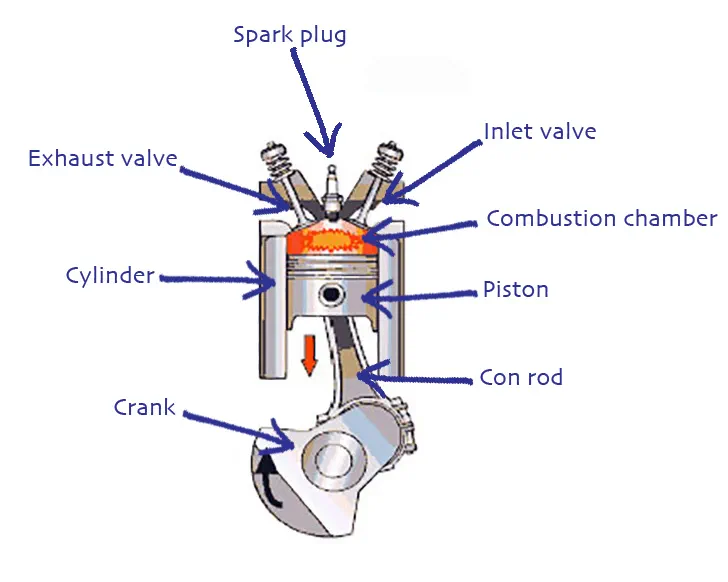 Spark plug
Inlet valve
Exhaust valve
Combustion chamber
Cylinder
Piston
Con rod
Crank